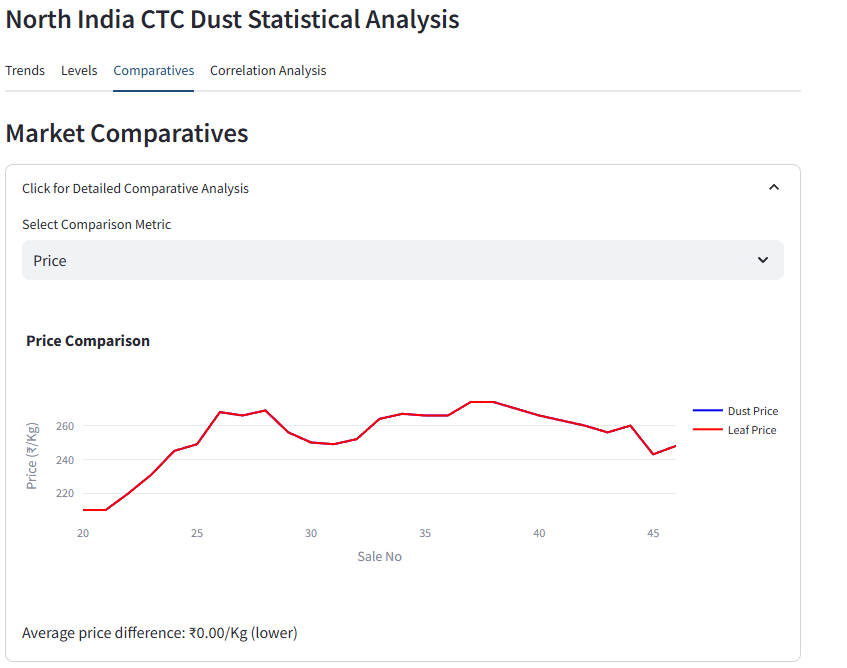 North India CTC Dust Statistical Analysis
Trends Levels Comparatives Correlation Analysis
Market Comparatives
Click for Detailed Comparative Analysis
Select Comparison Metric
Price
Price Comparison
Dust Price
Leaf Price
Price (₹/Kg)
260
240
220
20 25 30 35 40 45
Sale No
Average price difference: ₹0.00/Kg (lower)